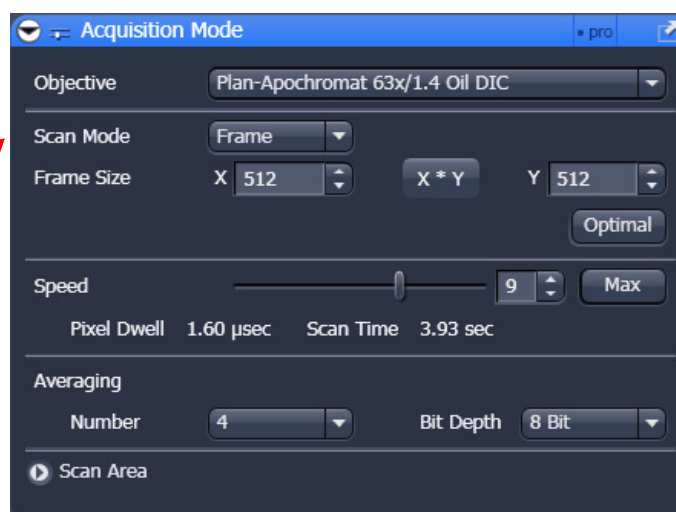 Acquisition Mode • pro
Objective Plan-Apochromat 63x/1.4 Oil DIC
Scan Mode Frame
Frame Size X 512 X * Y Y 512
Optimal
Speed 9 Max
Pixel Dwell 1.60 µsec Scan Time 3.93 sec
Averaging
Number 4 Bit Depth 8 Bit
Scan Area